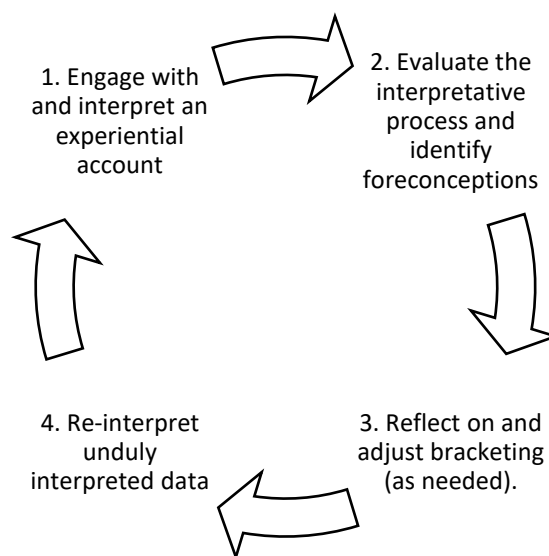 1. Engage with
and interpret an
experiential
account
2. Evaluate the
interpretative
process and
identify
foreconceptions
3. Reflect on and
adjust bracketing
(as needed).
4. Re-interpret
unduly
interpreted data